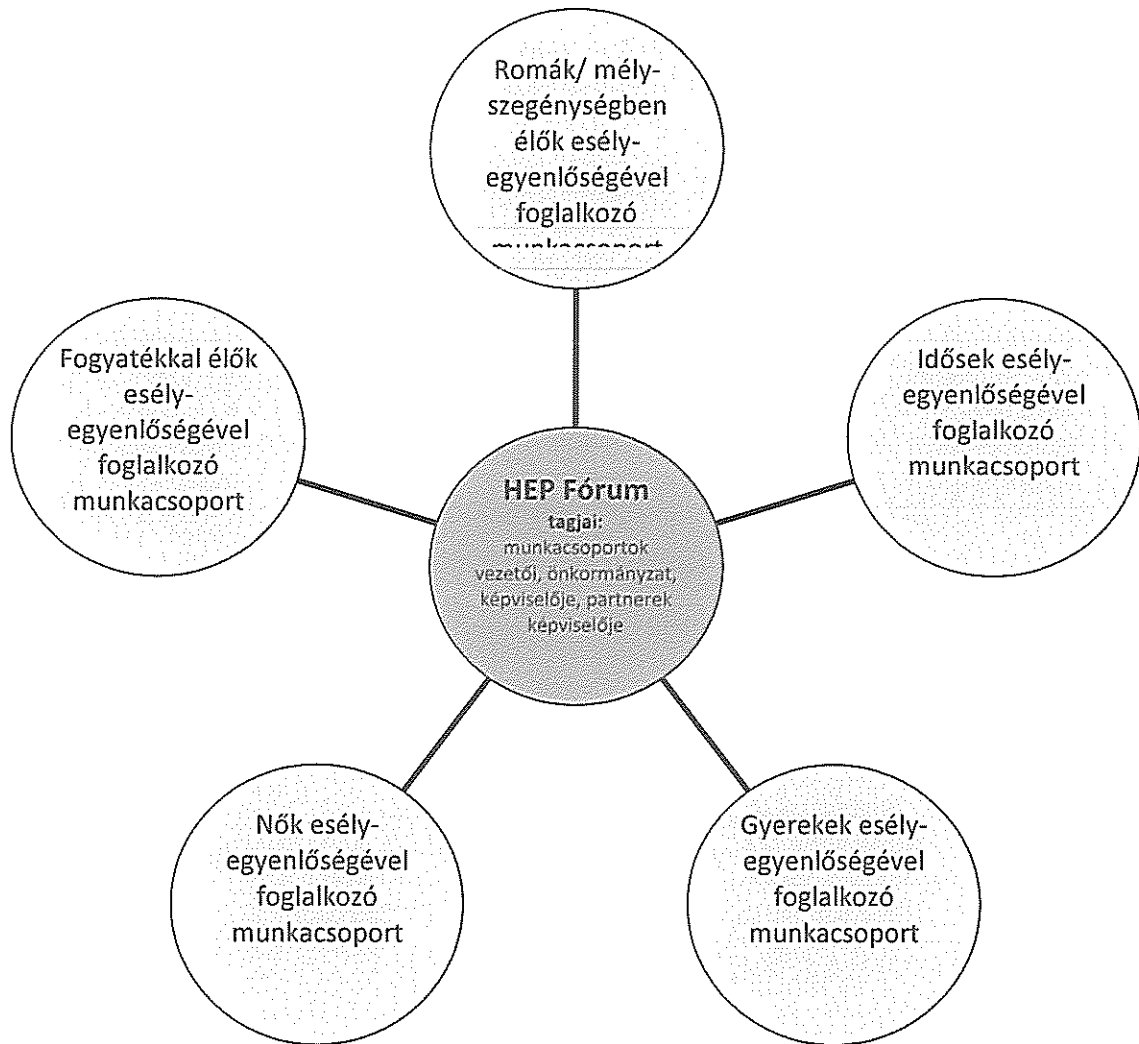 Romák/ mély-
szegénységben
élők esély-
egyenlőségével
foglalkozó
munkacsoport
Fogyatékkal élők
esély-
egyenlőségével
foglalkozó
munkacsoport
Idősek esély-
egyenlőségével
foglalkozó
munkacsoport
HEP Fórum
tagjai:
munkacsoportok
vezetői, önkormányzat,
képviselője, partnerek
képviselője
Nők esély-
egyenlőségével
foglalkozó
munkacsoport
Gyerekek esély-
egyenlőségével
foglalkozó
munkacsoport